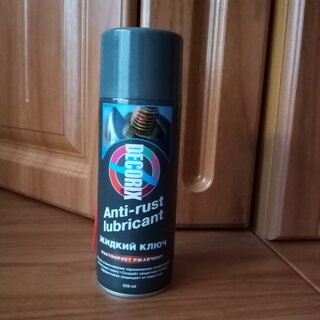 DECORIX
Anti-rust
lubricant
ЖИДКИЙ КЛЮЧ
РАСТВОРЯЕТ РЖАВЧИНУ
520 ml